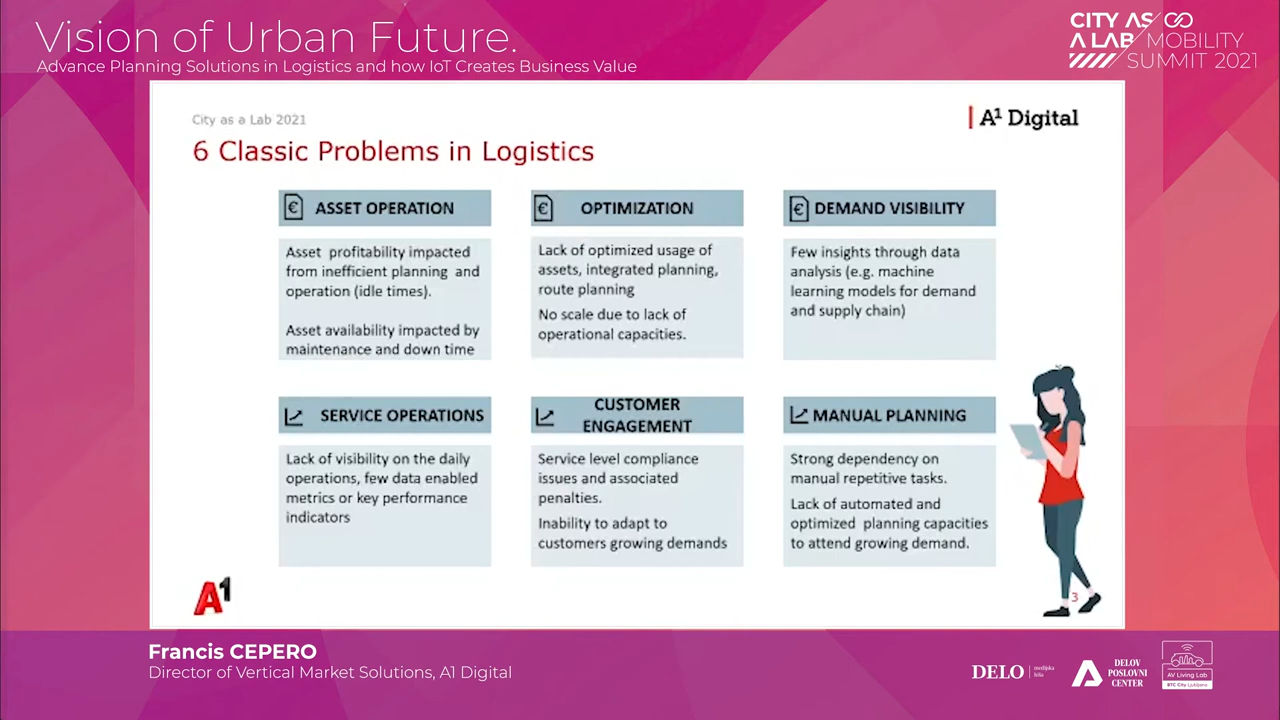 Vision of Urban Future.
Advance Planning Solutions in Logistics and how IoT Creates Business Value
CITY AS
A LAB MOBILITY
SUMMIT 2021
City as a Lab 2021
A1 Digital
6 Classic Problems in Logistics
€ ASSET OPERATION
Asset profitability impacted
from inefficient planning and
operation (idle times).
Asset availability impacted by
maintenance and down time
€ OPTIMIZATION
Lack of optimized usage of
assets, integrated planning,
route planning
No scale due to lack of
operational capacities.
€ DEMAND VISIBILITY
Few insights through data
analysis (e.g. machine
learning models for demand
and supply chain)
SERVICE OPERATIONS
Lack of visibility on the daily
operations, few data enabled
metrics or key performance
indicators
CUSTOMER
ENGAGEMENT
Service level compliance
issues and associated
penalties.
Inability to adapt to
customers growing demands
MANUAL PLANNING
Strong dependency on
manual repetitive tasks.
Lack of automated and
optimized planning capacities
to attend growing demand.
A1
3
Francis CEPERO
Director of Vertical Market Solutions, A1 Digital
DELO medijska
hiša
DELOV
POSLOVNI
CENTER
AV Living Lab
BTC City Ljubljana